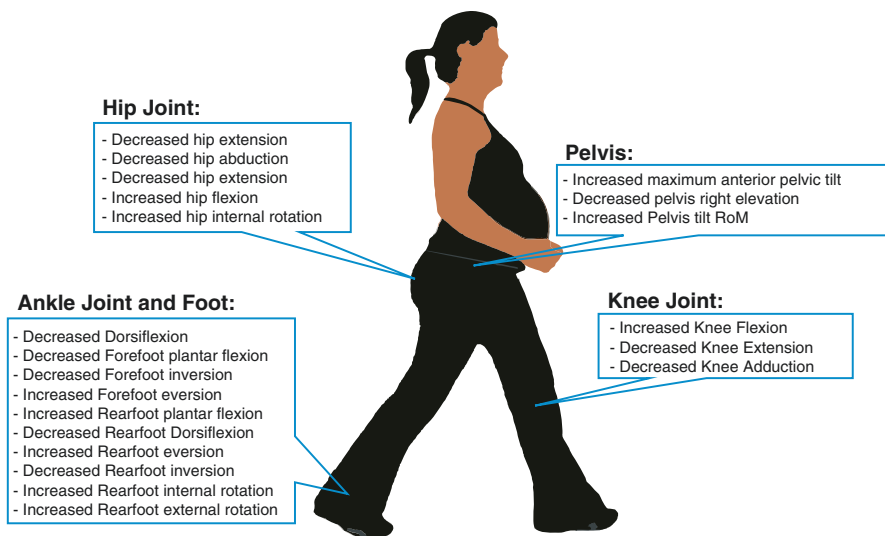 Hip Joint:
- Decreased hip extension
- Decreased hip abduction
- Decreased hip extension
- Increased hip flexion
- Increased hip internal rotation
Pelvis:
- Increased maximum anterior pelvic tilt
- Decreased pelvis right elevation
- Increased Pelvis tilt RoM
Ankle Joint and Foot:
- Decreased Dorsiflexion
- Decreased Forefoot plantar flexion
- Decreased Forefoot inversion
- Increased Forefoot eversion
- Increased Rearfoot plantar flexion
- Decreased Rearfoot Dorsiflexion
- Increased Rearfoot eversion
- Decreased Rearfoot inversion
- Increased Rearfoot internal rotation
- Increased Rearfoot external rotation
Knee Joint:
- Increased Knee Flexion
- Decreased Knee Extension
- Decreased Knee Adduction